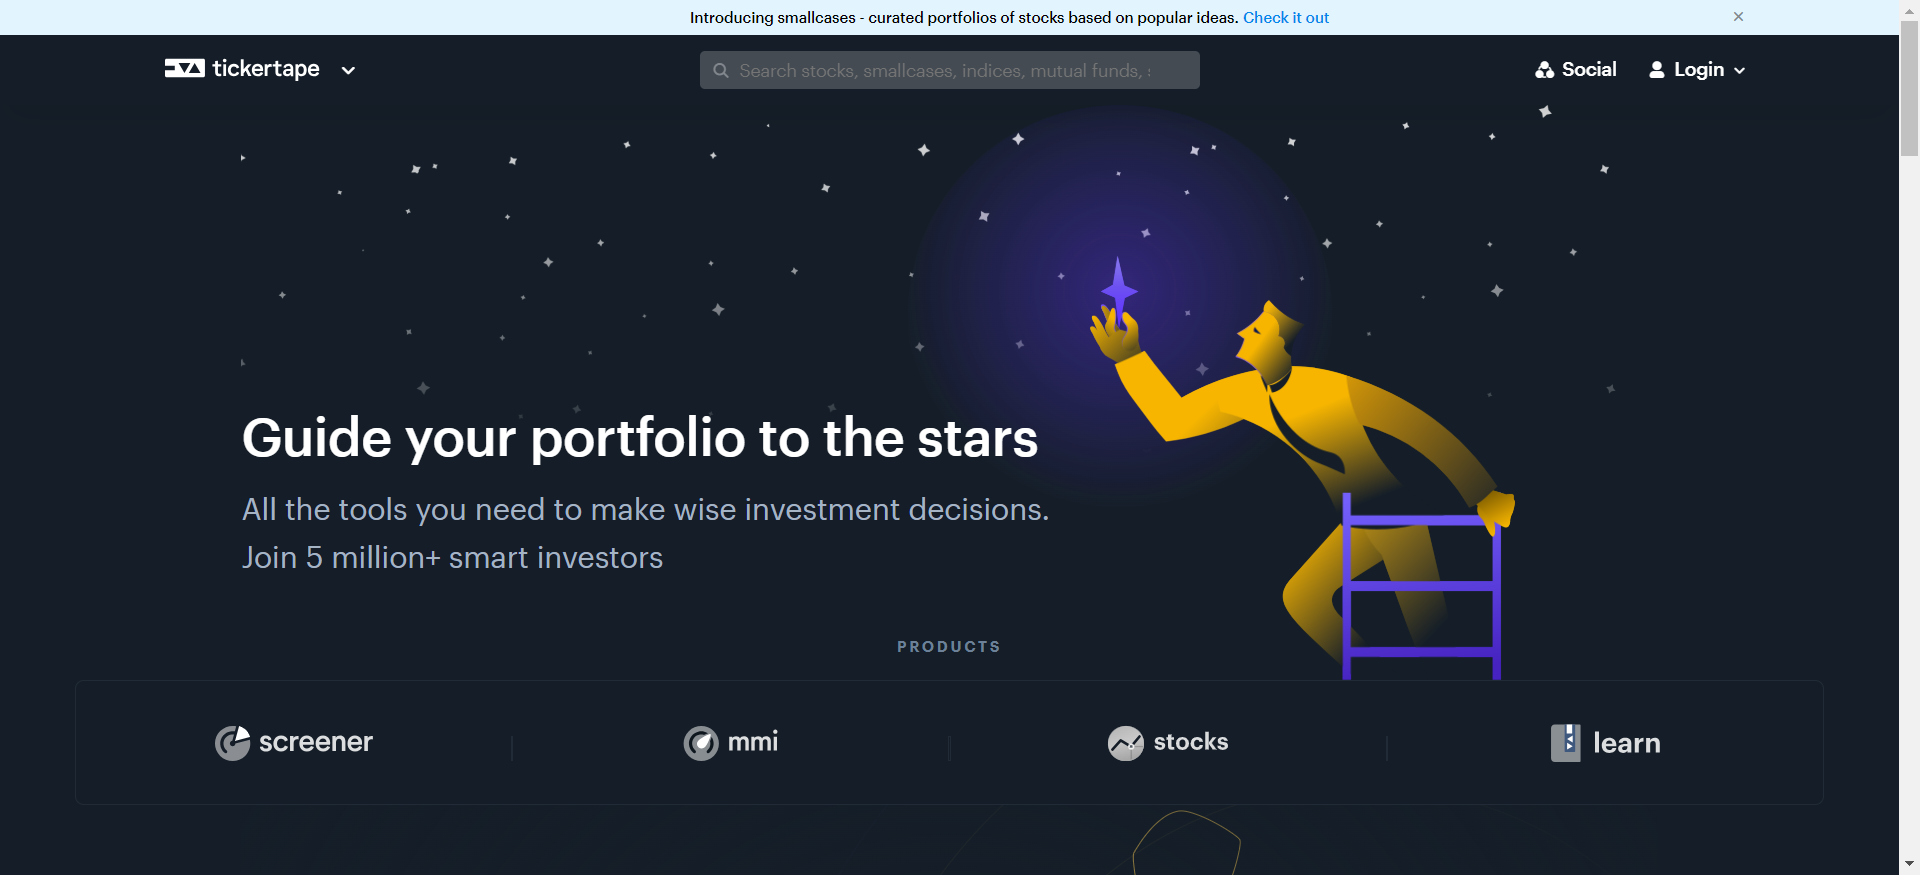 Introducing smallcases - curated portfolios of stocks based on popular ideas. Check it out
tickertape
Search stocks, smallcases, indices, mutual funds,
Social
Login
Guide your portfolio to the stars
All the tools you need to make wise investment decisions.
Join 5 million+ smart investors
PRODUCTS
screener
mmi
stocks
learn